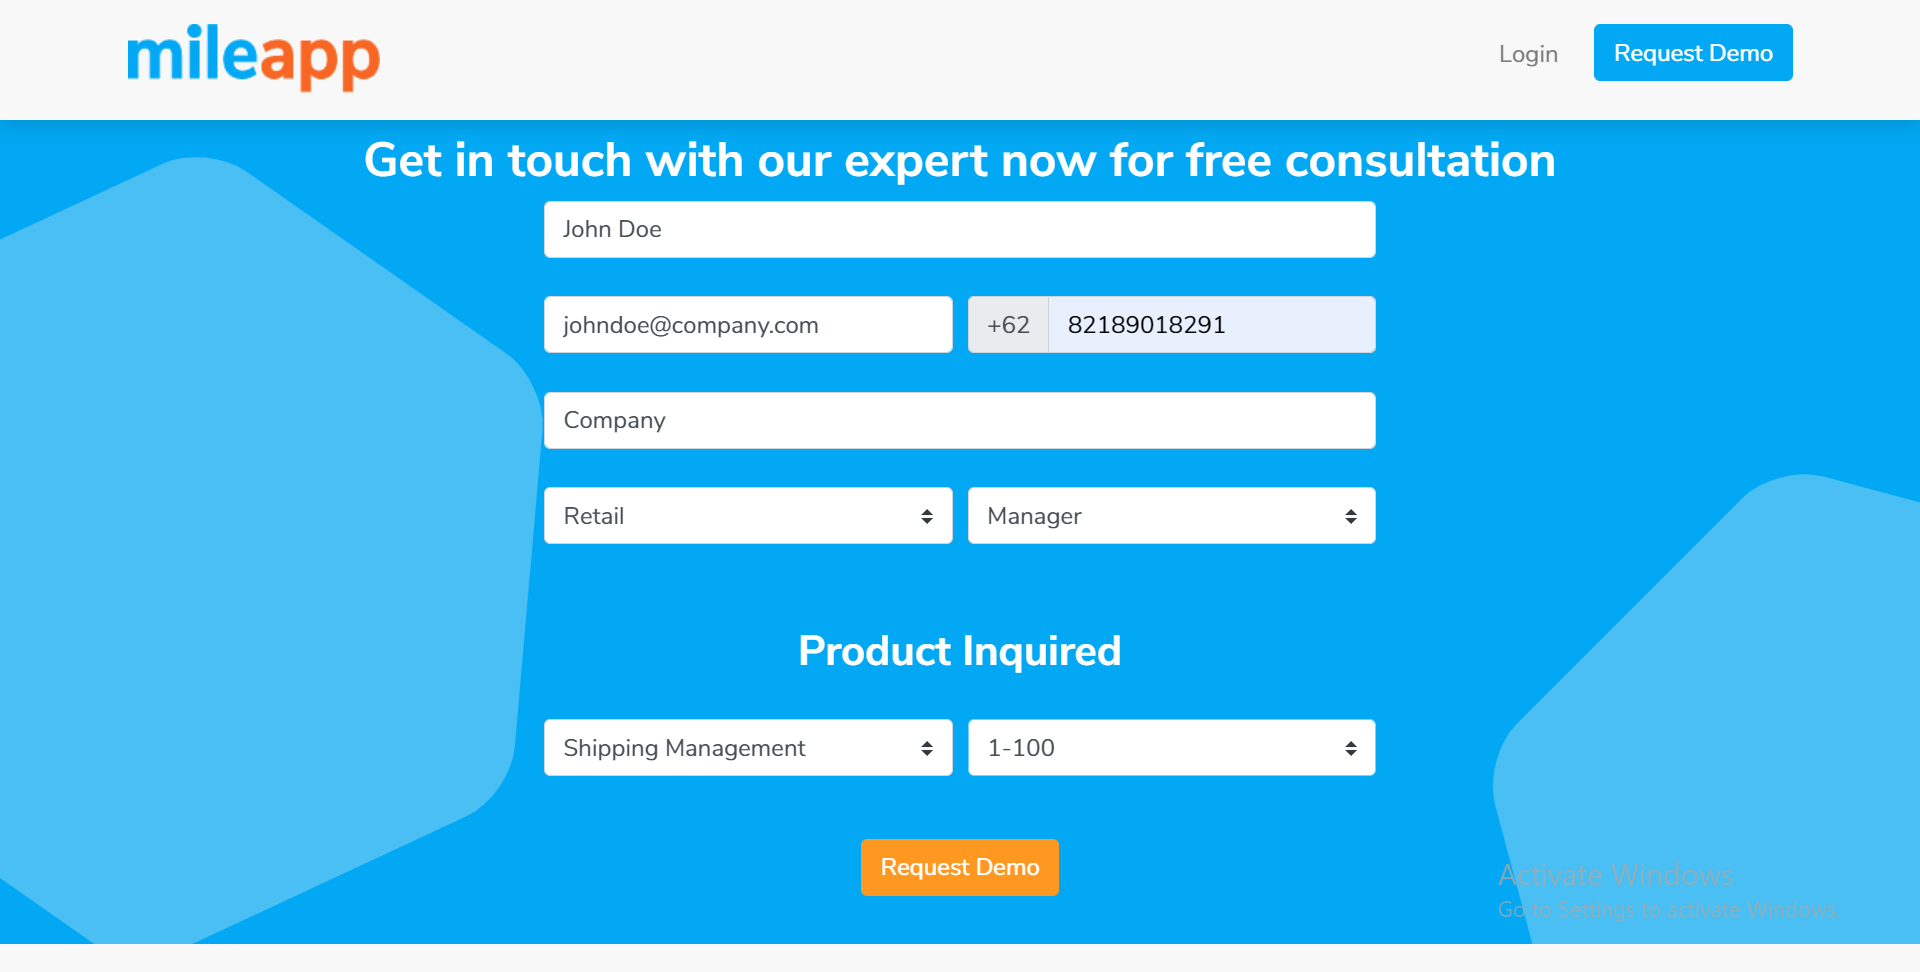 mileapp
Login
Request Demo
Get in touch with our expert now for free consultation
John Doe
johndoe@company.com
+62
82189018291
Company
Retail
Manager
Product Inquired
Shipping Management
1-100
Request Demo
Activate Windows
Go to Settings to activate Windows.